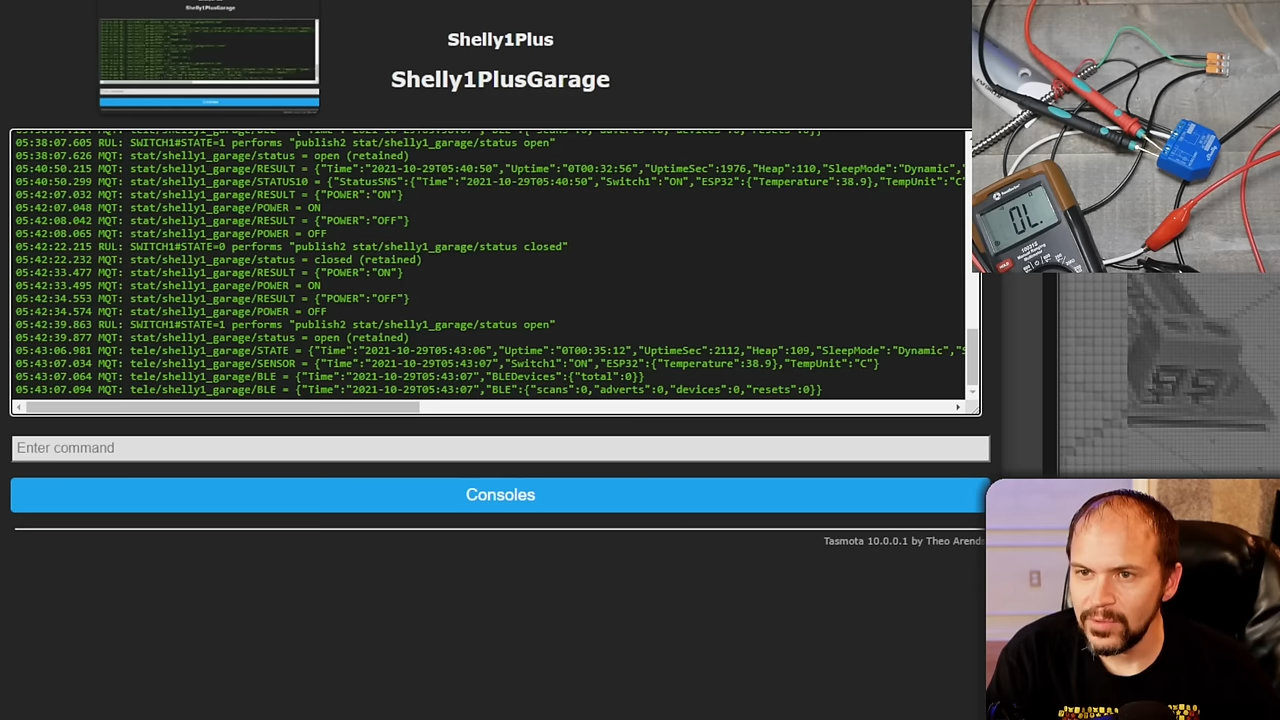 Shelly1PlusGarage
Shelly1Plus
Shelly1PlusGarage
05:38:07.605 RUL: SWITCH1#STATE=1 performs "publish2 stat/shelly1_garage/status open"
05:38:07.626 MQT: stat/shelly1_garage/status = open (retained)
05:40:50.215 MQT: stat/shelly1_garage/RESULT = {"Time":"2021-10-29T05:40:50","Uptime":"0T00:32:56","UptimeSec":1976,"Heap":110,"SleepMode":"Dynamic",
05:40:50.299 MQT: stat/shelly1_garage/STATUS10 = {"StatusSNS":{"Time":"2021-10-29T05:40:50","Switch1":"ON","ESP32":{"Temperature":38.9},"TempUnit":"C"
05:42:07.032 MQT: stat/shelly1_garage/RESULT = {"POWER":"ON"}
05:42:07.048 MQT: stat/shelly1_garage/POWER = ON
05:42:08.042 MQT: stat/shelly1_garage/RESULT = {"POWER":"OFF"}
05:42:08.065 MQT: stat/shelly1_garage/POWER = OFF
05:42:22.215 RUL: SWITCH1#STATE=0 performs "publish2 stat/shelly1_garage/status closed"
05:42:22.232 MQT: stat/shelly1_garage/status = closed (retained)
05:42:33.477 MQT: stat/shelly1_garage/RESULT = {"POWER":"ON"}
05:42:33.495 MQT: stat/shelly1_garage/POWER = ON
05:42:34.553 MQT: stat/shelly1_garage/RESULT = {"POWER":"OFF"}
05:42:34.574 MQT: stat/shelly1_garage/POWER = OFF
05:42:39.863 RUL: SWITCH1#STATE=1 performs "publish2 stat/shelly1_garage/status open"
05:42:39.877 MQT: stat/shelly1_garage/status = open (retained)
05:43:06.981 MQT: tele/shelly1_garage/STATE = {"Time":"2021-10-29T05:43:06","Uptime":"0T00:35:12","UptimeSec":2112,"Heap":109,"SleepMode":"Dynamic",
05:43:07.034 MQT: tele/shelly1_garage/SENSOR = {"Time":"2021-10-29T05:43:07","Switch1":"ON","ESP32":{"Temperature":38.9},"TempUnit":"C"}
05:43:07.064 MQT: tele/shelly1_garage/BLE = {"Time":"2021-10-29T05:43:07","BLEDevices":{"total":0}}
05:43:07.094 MQT: tele/shelly1_garage/BLE = {"Time":"2021-10-29T05:43:07","BLE":{"scans":0,"adverts":0,"devices":0,"resets":0}}
Enter command
Consoles
Tasmota 10.0.0.1 by Theo Arends
OL